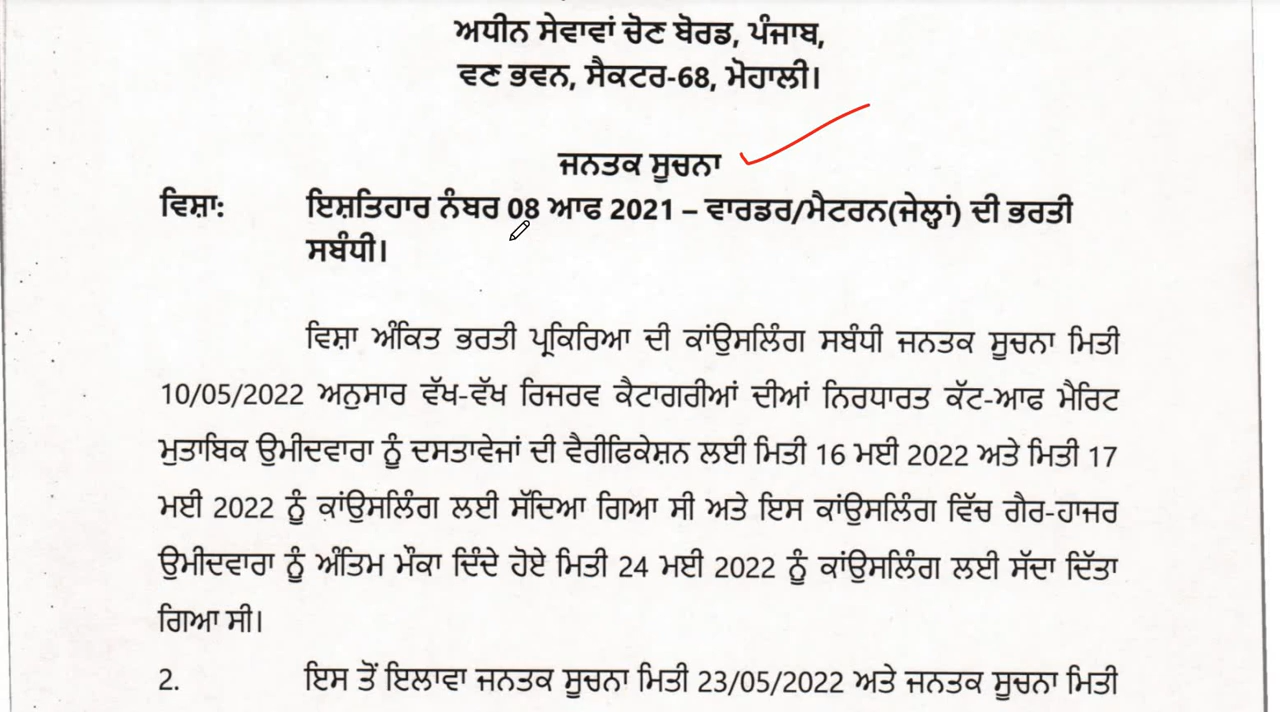 ਅਧੀਨ ਸੇਵਾਵਾਂ ਚੋਣ ਬੋਰਡ, ਪੰਜਾਬ,
ਵਣ ਭਵਨ, ਸੈਕਟਰ-68, ਮੋਹਾਲੀ।
ਜਨਤਕ ਸੂਚਨਾ
ਵਿਸ਼ਾ: ਇਸ਼ਤਿਹਾਰ ਨੰਬਰ 08 ਆਫ 2021 – ਵਾਰਡਰ/ਮੈਟਰਨ(ਜੇਲ੍ਹਾਂ) ਦੀ ਭਰਤੀ
ਸਬੰਧੀ।
ਵਿਸ਼ਾ ਅੰਕਿਤ ਭਰਤੀ ਪ੍ਰਕਿਰਿਆ ਦੀ ਕਾਂਉਸਲਿੰਗ ਸਬੰਧੀ ਜਨਤਕ ਸੂਚਨਾ ਮਿਤੀ
10/05/2022 ਅਨੁਸਾਰ ਵੱਖ-ਵੱਖ ਰਿਜਰਵ ਕੈਟਾਗਰੀਆਂ ਦੀਆਂ ਨਿਰਧਾਰਤ ਕੱਟ-ਆਫ ਮੈਰਿਟ
ਮੁਤਾਬਿਕ ਉਮੀਦਵਾਰਾ ਨੂੰ ਦਸਤਾਵੇਜਾਂ ਦੀ ਵੈਰੀਫਿਕੇਸ਼ਨ ਲਈ ਮਿਤੀ 16 ਮਈ 2022 ਅਤੇ ਮਿਤੀ 17
ਮਈ 2022 ਨੂੰ ਕਾਂਉਸਲਿੰਗ ਲਈ ਸੱਦਿਆ ਗਿਆ ਸੀ ਅਤੇ ਇਸ ਕਾਂਉਸਲਿੰਗ ਵਿੱਚ ਗੈਰ-ਹਾਜਰ
ਉਮੀਦਵਾਰਾ ਨੂੰ ਅੰਤਿਮ ਮੌਕਾ ਦਿੰਦੇ ਹੋਏ ਮਿਤੀ 24 ਮਈ 2022 ਨੂੰ ਕਾਂਉਸਲਿੰਗ ਲਈ ਸੱਦਾ ਦਿੱਤਾ
ਗਿਆ ਸੀ।
2. ਇਸ ਤੋਂ ਇਲਾਵਾ ਜਨਤਕ ਸੂਚਨਾ ਮਿਤੀ 23/05/2022 ਅਤੇ ਜਨਤਕ ਸੂਚਨਾ ਮਿਤੀ